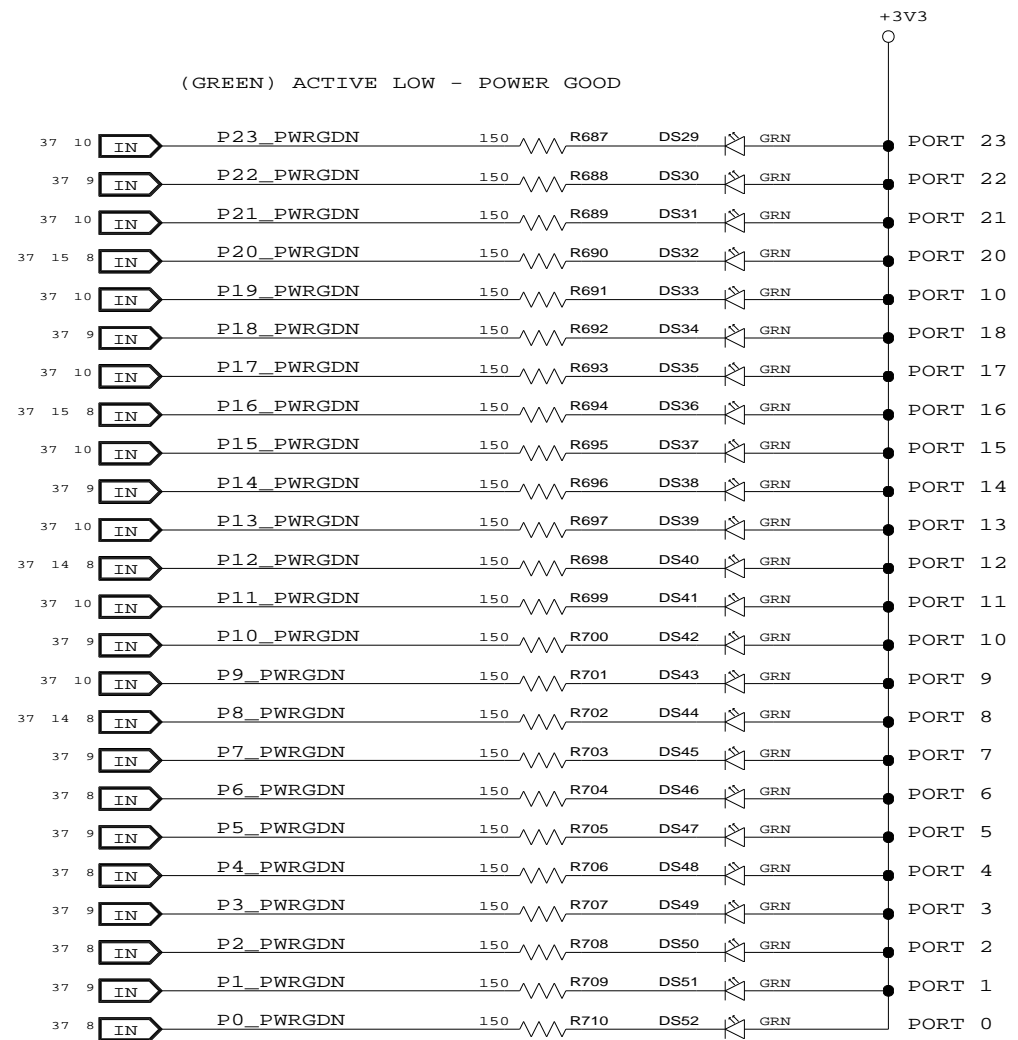 +3V3
(GREEN) ACTIVE LOW - POWER GOOD
37 10 IN P23_PWRGDN 150 R687 DS29 GRN PORT 23
37 9 IN P22_PWRGDN 150 R688 DS30 GRN PORT 22
37 10 IN P21_PWRGDN 150 R689 DS31 GRN PORT 21
37 15 8 IN P20_PWRGDN 150 R690 DS32 GRN PORT 20
37 10 IN P19_PWRGDN 150 R691 DS33 GRN PORT 10
37 9 IN P18_PWRGDN 150 R692 DS34 GRN PORT 18
37 10 IN P17_PWRGDN 150 R693 DS35 GRN PORT 17
37 15 8 IN P16_PWRGDN 150 R694 DS36 GRN PORT 16
37 10 IN P15_PWRGDN 150 R695 DS37 GRN PORT 15
37 9 IN P14_PWRGDN 150 R696 DS38 GRN PORT 14
37 10 IN P13_PWRGDN 150 R697 DS39 GRN PORT 13
37 14 8 IN P12_PWRGDN 150 R698 DS40 GRN PORT 12
37 10 IN P11_PWRGDN 150 R699 DS41 GRN PORT 11
37 9 IN P10_PWRGDN 150 R700 DS42 GRN PORT 10
37 10 IN P9_PWRGDN 150 R701 DS43 GRN PORT 9
37 14 8 IN P8_PWRGDN 150 R702 DS44 GRN PORT 8
37 9 IN P7_PWRGDN 150 R703 DS45 GRN PORT 7
37 8 IN P6_PWRGDN 150 R704 DS46 GRN PORT 6
37 9 IN P5_PWRGDN 150 R705 DS47 GRN PORT 5
37 8 IN P4_PWRGDN 150 R706 DS48 GRN PORT 4
37 9 IN P3_PWRGDN 150 R707 DS49 GRN PORT 3
37 8 IN P2_PWRGDN 150 R708 DS50 GRN PORT 2
37 9 IN P1_PWRGDN 150 R709 DS51 GRN PORT 1
37 8 IN P0_PWRGDN 150 R710 DS52 GRN PORT 0